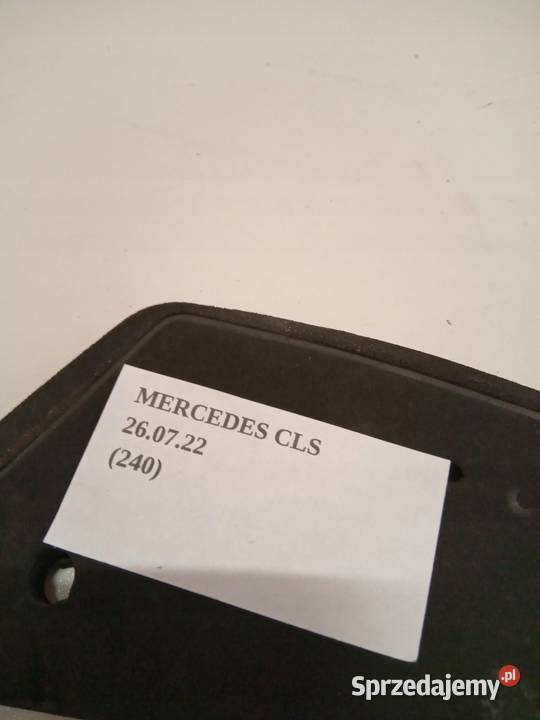 MERCEDES CLS
26.07.22
(240)
Sprzedajemy.pl